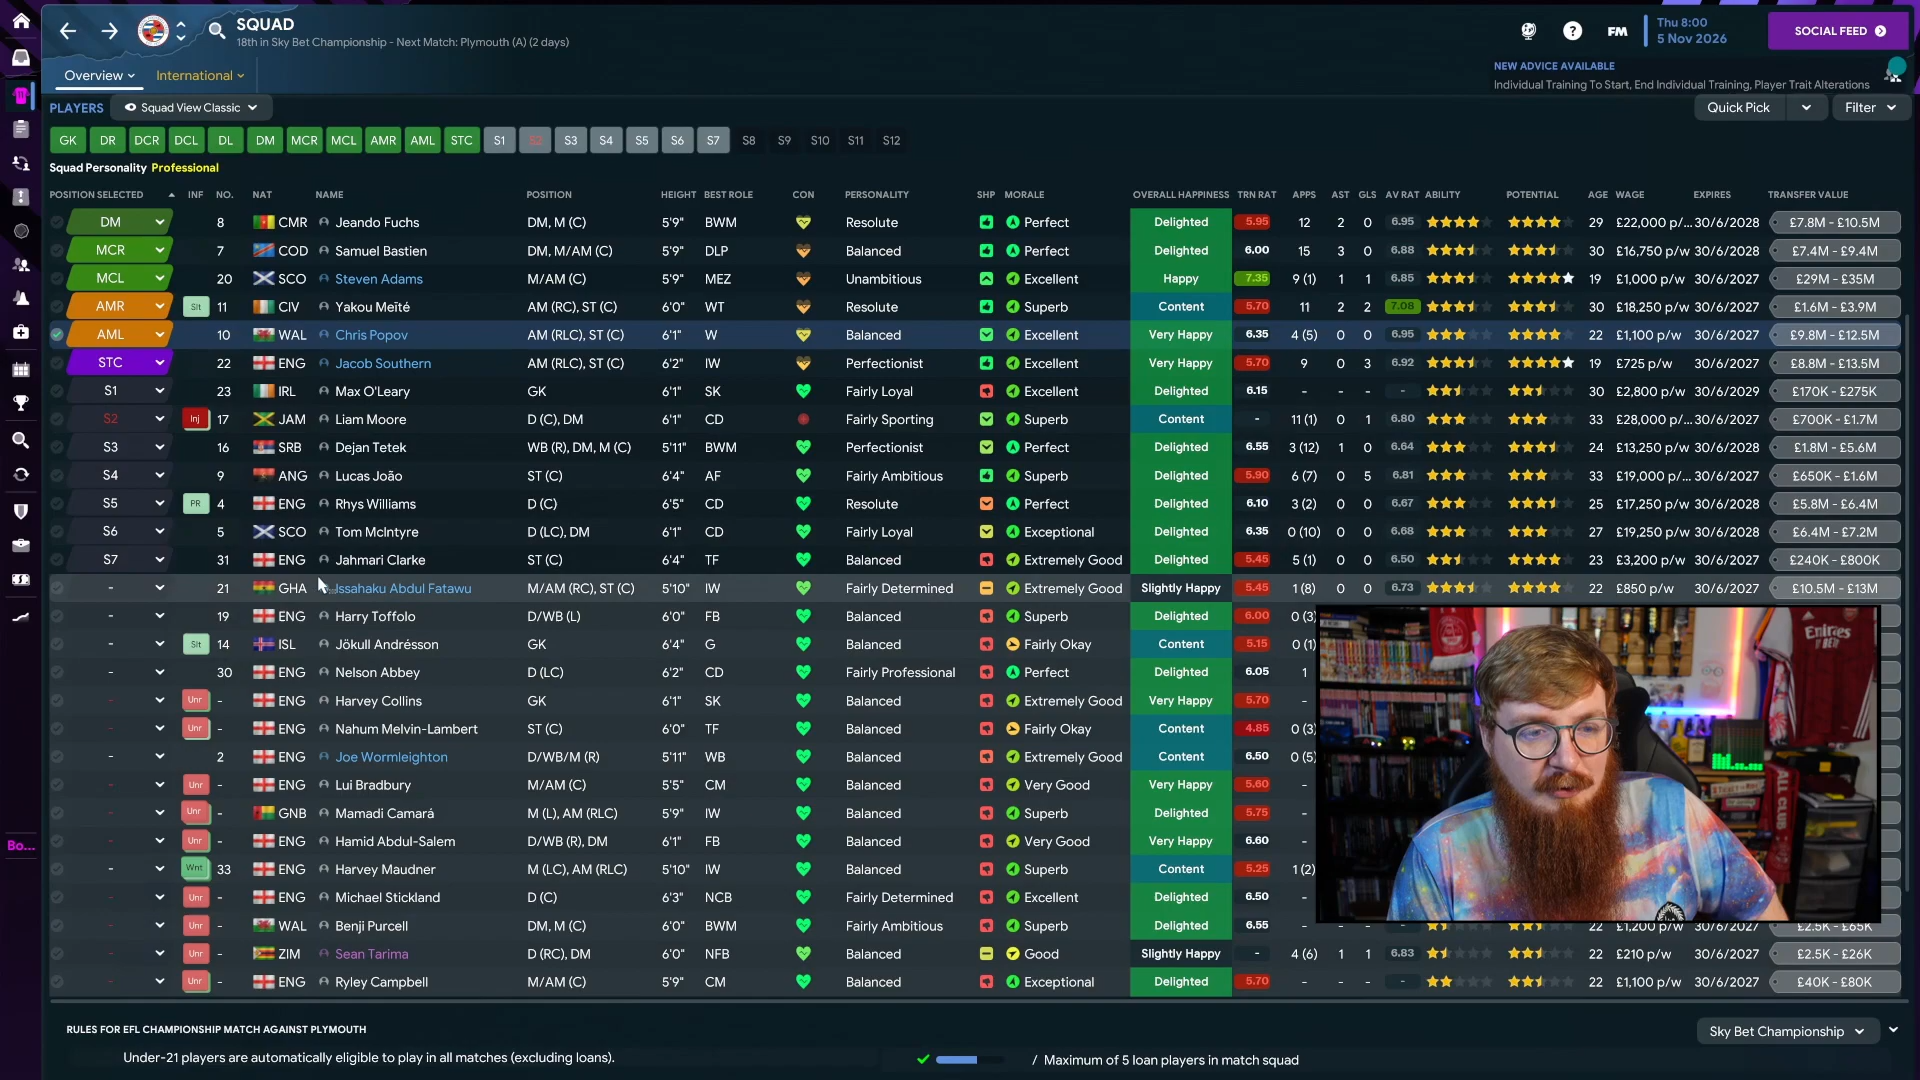 SQUAD
18th in Sky Bet Championship - Next Match: Plymouth (A) (2 days)
FM
Thu 8:00
5 Nov 2026
SOCIAL FEED
Overview
International
NEW ADVICE AVAILABLE
Individual Training To Start, End Individual Training, Player Trait Alterations
PLAYERS
Squad View Classic
Quick Pick
Filter
GK DR DCR DCL DL DM MCR MCL AMR AML STC S1 S2 S3 S4 S5 S6 S7 S8 S9 S10 S11 S12
Squad Personality Professional
POSITION SELECTED INF NO. NAT NAME POSITION HEIGHT BEST ROLE CON PERSONALITY SHP MORALE OVERALL HAPPINESS TRN RAT APPS AST GLS AV RAT ABILITY POTENTIAL AGE WAGE EXPIRES TRANSFER VALUE
DM 8 CMR Jeando Fuchs DM, M (C) 5'9" BWM Resolute Perfect Delighted 5.95 12 2 0 6.95 29 £22,000 p/... 30/6/2028 £7.8M - £10.5M
MCR 7 COD Samuel Bastien DM, M/AM (C) 5'9" DLP Balanced Perfect Delighted 6.00 15 3 0 6.88 30 £16,750 p/w 30/6/2028 £7.4M - £9.4M
MCL 20 SCO Steven Adams M/AM (C) 5'9" MEZ Unambitious Excellent Happy 7.35 9 (1) 1 1 6.85 19 £1,000 p/w 30/6/2028 £29M - £35M
AMR Slt 11 CIV Yakou Meïté AM (RC), ST (C) 6'0" WT Resolute Superb Content 5.70 11 2 2 7.08 30 £18,250 p/w 30/6/2028 £1.6M - £3.9M
AML 10 WAL Chris Popov AM (RLC), ST (C) 6'1" W Balanced Excellent Very Happy 6.35 4 (5) 0 0 6.95 22 £1,100 p/w 30/6/2027 £9.8M - £12.5M
STC 22 ENG Jacob Southern AM (RLC), ST (C) 6'2" IW Perfectionist Excellent Very Happy 5.70 9 0 3 6.92 19 £725 p/w 30/6/2027 £8.8M - £13.5M
S1 23 IRL Max O'Leary GK 6'1" SK Fairly Loyal Excellent Delighted 6.15 - - - - 30 £2,800 p/w 30/6/2029 £170K - £275K
S2 Inj 17 JAM Liam Moore D (C), DM 6'1" CD Fairly Sporting Superb Content - 11 (1) 0 1 6.80 33 £28,000 p/... 30/6/2027 £700K - £1.7M
S3 16 SRB Dejan Tetek WB (R), DM, M (C) 5'11" BWM Perfectionist Perfect Delighted 6.55 3 (12) 1 0 6.64 24 £13,250 p/w 30/6/2028 £1.8M - £5.6M
S4 9 ANG Lucas João ST (C) 6'4" AF Fairly Ambitious Superb Delighted 5.90 6 (7) 0 5 6.81 33 £19,000 p/... 30/6/2027 £650K - £1.6M
S5 PR 4 ENG Rhys Williams D (C) 6'5" CD Resolute Perfect Delighted 6.10 3 (2) 0 0 6.67 25 £17,250 p/w 30/6/2028 £5.8M - £6.4M
S6 5 SCO Tom McIntyre D (LC), DM 6'1" CD Fairly Loyal Exceptional Delighted 6.35 0 (10) 0 0 6.68 27 £19,250 p/w 30/6/2028 £6.4M - £7.2M
S7 31 ENG Jahmari Clarke ST (C) 6'4" TF Balanced Extremely Good Delighted 5.45 5 (1) 0 0 6.50 23 £3,200 p/w 30/6/2027 £240K - £800K
- 21 GHA Issahaku Abdul Fatawu M/AM (RC), ST (C) 5'10" IW Fairly Determined Extremely Good Slightly Happy 5.45 1 (8) 0 0 6.73 22 £850 p/w 30/6/2027 £10.5M - £13M
- 19 ENG Harry Toffolo D/WB (L) 6'0" FB Balanced Extremely Good Delighted 6.00 0 (3)
- Slt 14 ISL Jökull Andrésson GK 6'4" G Balanced Fairly Okay Content 5.15 0 (1)
- 30 ENG Nelson Abbey D (LC) 6'2" CD Fairly Professional Perfect Delighted 6.05 1
- Unr - ENG Harvey Collins GK 6'1" SK Balanced Extremely Good Very Happy 5.70 -
- Unr - ENG Nahum Melvin-Lambert ST (C) 6'0" TF Balanced Fairly Okay Content 4.85 0 (3)
- 2 ENG Joe Wormleighton D/WB/M (R) 5'11" WB Balanced Extremely Good Content 6.50 0 (5)
- Unr - ENG Lui Bradbury M/AM (C) 5'5" CM Balanced Very Good Very Happy 5.60 -
- Unr - GNB Mamadi Camará M (L), AM (RLC) 5'9" IW Balanced Superb Delighted 5.75 -
- Unr - ENG Hamid Abdul-Salem D/WB (R), DM 6'1" FB Balanced Very Good Very Happy 6.60 -
- Wnt 33 ENG Harvey Maudner M (LC), AM (RLC) 5'10" IW Balanced Superb Content 5.25 1 (2)
- Unr - ENG Michael Stickland D (C) 6'3" NCB Fairly Determined Excellent Delighted 6.50 -
- Unr - WAL Benji Purcell DM, M (C) 6'0" BWM Fairly Ambitious Superb Delighted 6.55 - 22 £1,200 p/w 30/6/2027 £2.5K - £65K
- Unr - ZIM Sean Tarima D (RC), DM 6'0" NFB Balanced Good Slightly Happy - 4 (6) 1 1 6.83 22 £210 p/w 30/6/2027 £2.5K - £26K
- Unr - ENG Ryley Campbell M/AM (C) 5'9" CM Balanced Exceptional Delighted 5.70 - - - - 22 £1,100 p/w 30/6/2027 £40K - £80K
Bo...
Emirates
RULES FOR EFL CHAMPIONSHIP MATCH AGAINST PLYMOUTH
Sky Bet Championship
Under-21 players are automatically eligible to play in all matches (excluding loans).
/ Maximum of 5 loan players in match squad